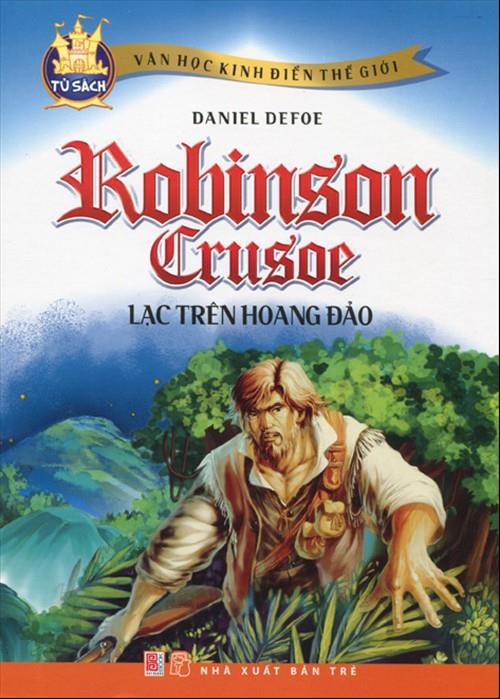 TỦ SÁCH
VĂN HỌC KINH ĐIỂN THẾ GIỚI
DANIEL DEFOE
Robinson
Crusoe
LẠC TRÊN HOANG ĐẢO
NHÀ XUẤT BẢN TRẺ